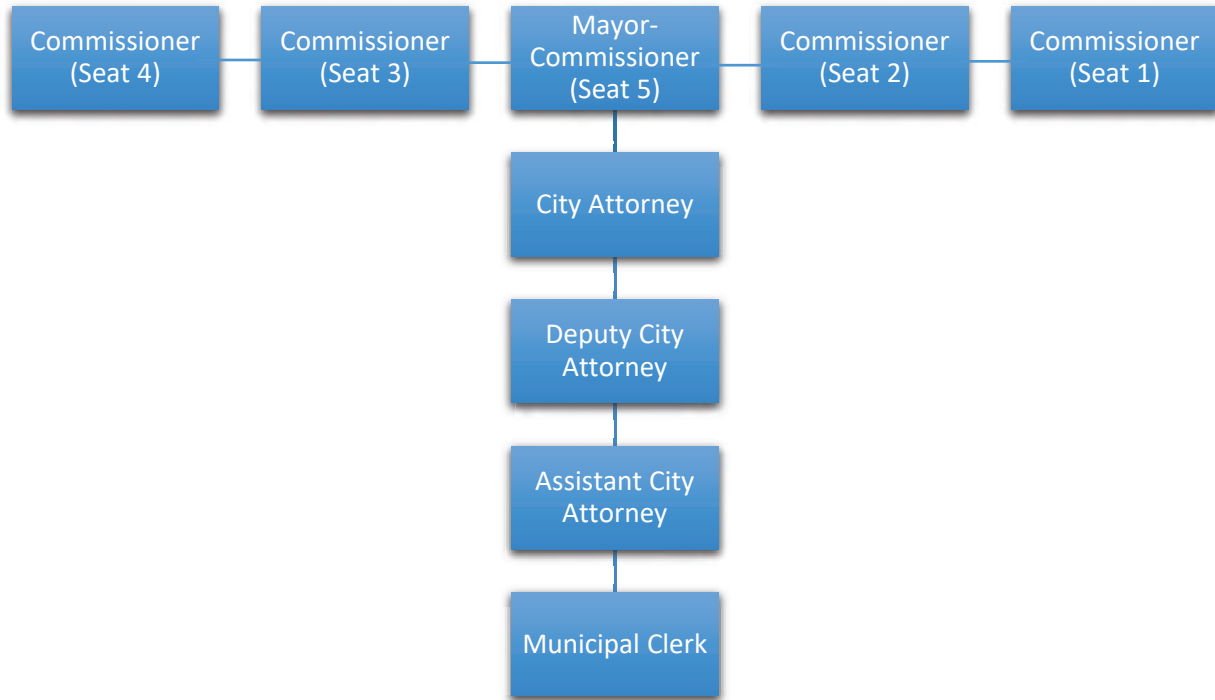 Commissioner
(Seat 4)
Commissioner
(Seat 3)
Mayor-
Commissioner
(Seat 5)
Commissioner
(Seat 2)
Commissioner
(Seat 1)
City Attorney
Deputy City
Attorney
Assistant City
Attorney
Municipal Clerk